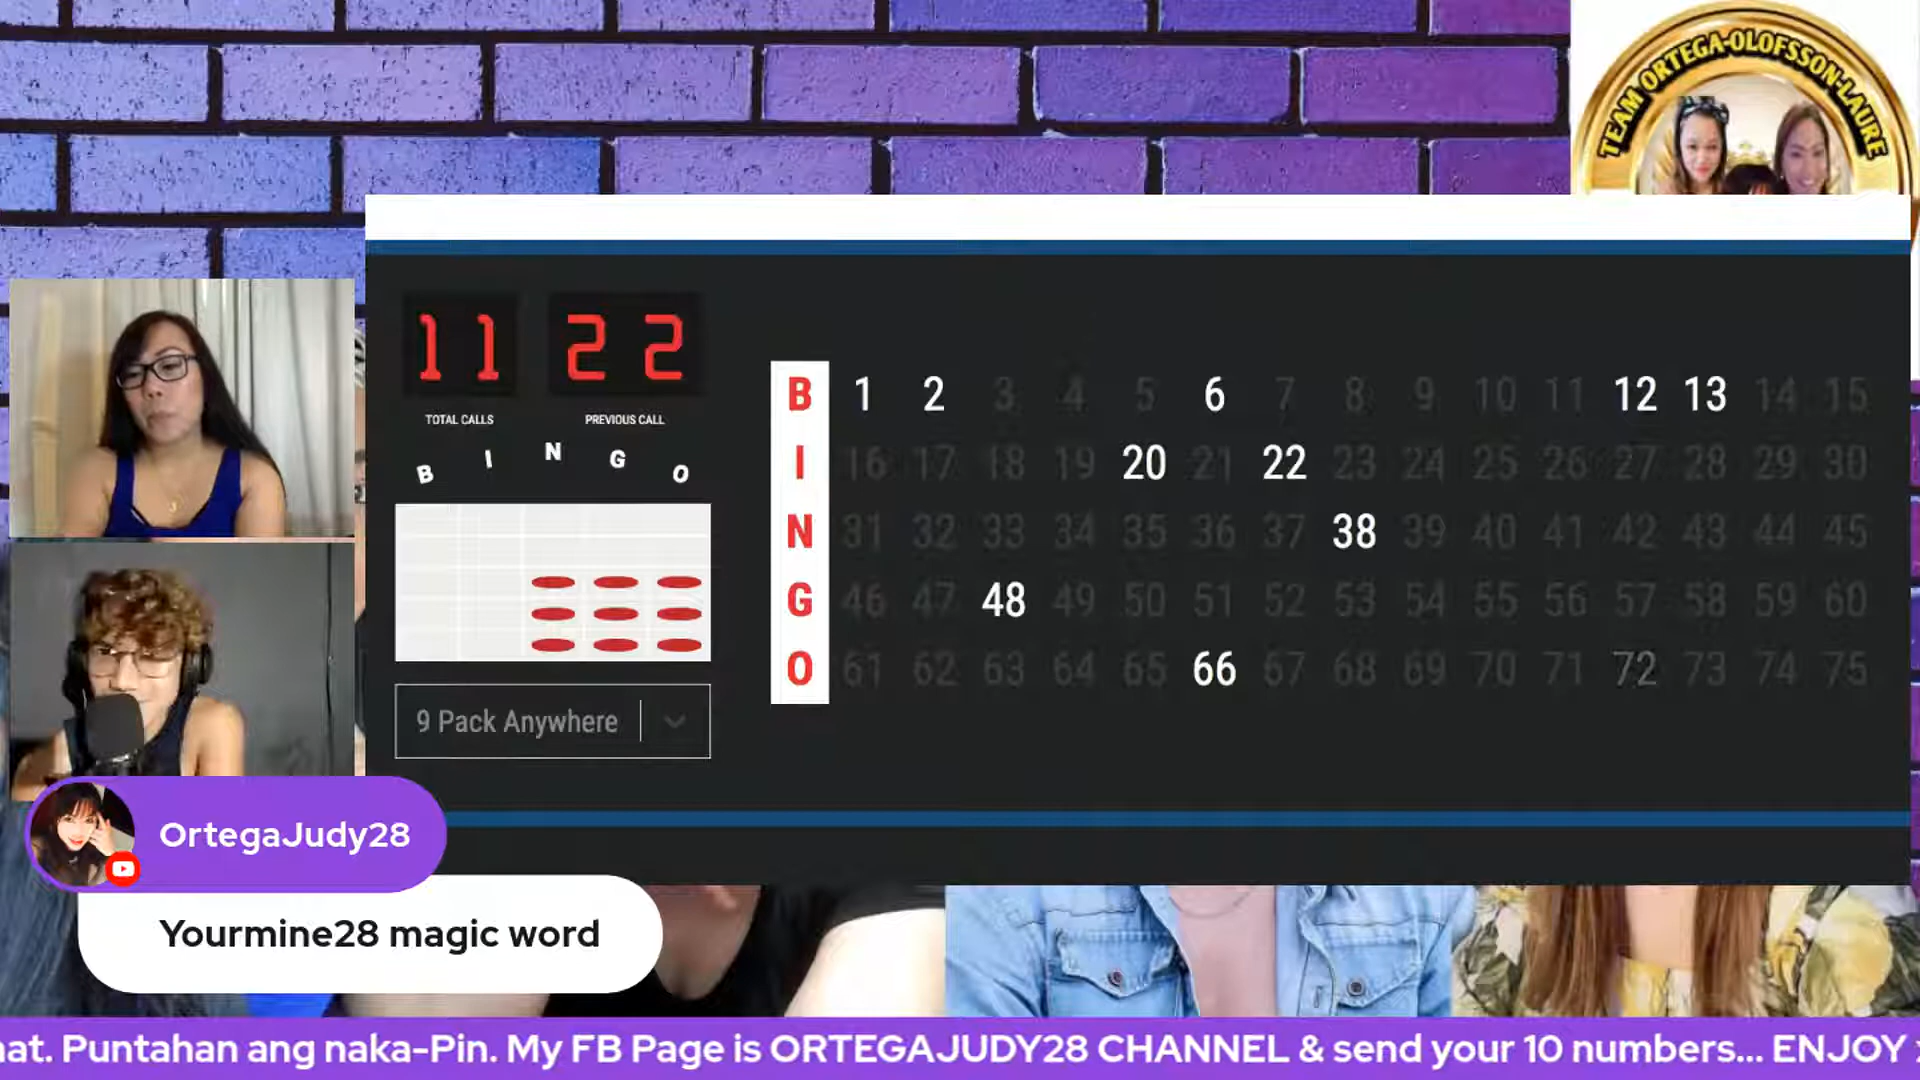 TEAM ORTEGA-OLOFSSON-LAURE
11 22
TOTAL CALLS PREVIOUS CALL
B I N G O
9 Pack Anywhere
B 1 2 3 4 5 6 7 8 9 10 11 12 13 14 15
I 16 17 18 19 20 21 22 23 24 25 26 27 28 29 30
N 31 32 33 34 35 36 37 38 39 40 41 42 43 44 45
G 46 47 48 49 50 51 52 53 54 55 56 57 58 59 60
O 61 62 63 64 65 66 67 68 69 70 71 72 73 74 75
OrtegaJudy28
Yourmine28 magic word
at. Puntahan ang naka-Pin. My FB Page is ORTEGAJUDY28 CHANNEL & send your 10 numbers... ENJOY